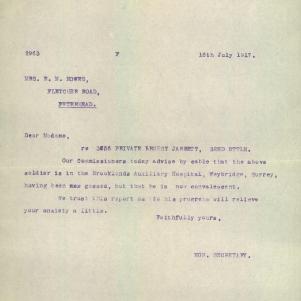 2963 F 18th July 1917.
MRS. E. M. HOWES,
FLETCHER ROAD,
PETERHEAD.
Dear Madame,
re 3056 PRIVATE ERNEST JARRETT, 32ND BTTLN.
Our Commissioners today advise by cable that the above
soldier is in the Brooklands Auxiliary Hospital, Weybridge, Surrey,
having been gassed, but that he is now convalescent.
We trust this report as to his progress will relieve
your anxiety a little.
Faithfully yours,
HON. SECRETARY.